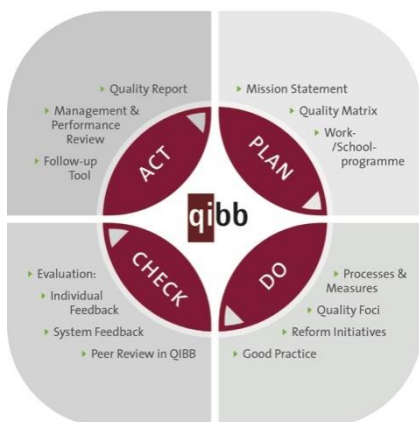 Quality Report
Management &
Performance
Review
Follow-up
Tool
ACT
Mission Statement
Quality Matrix
Work-
/School-
programme
PLAN
qibb
CHECK
Evaluation:
Individual
Feedback
System Feedback
Peer Review in QIBB
DO
Processes &
Measures
Quality Foci
Reform Initiatives
Good Practice